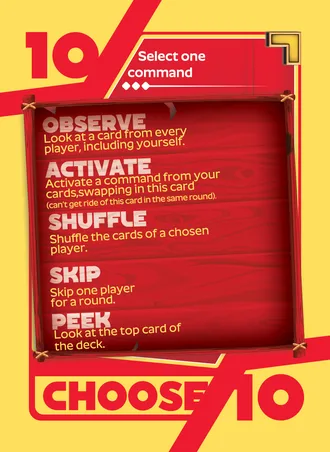 10
Select one
command
OBSERVE
Look at a card from every
player, including yourself.
ACTIVATE
Activate a command from your
cards,swapping in this card
(can't get ride of this card in the same round).
SHUFFLE
Shuffle the cards of a chosen
player.
SKIP
Skip one player
for a round.
PEEK
Look at the top card of
the deck.
CHOOSE
10